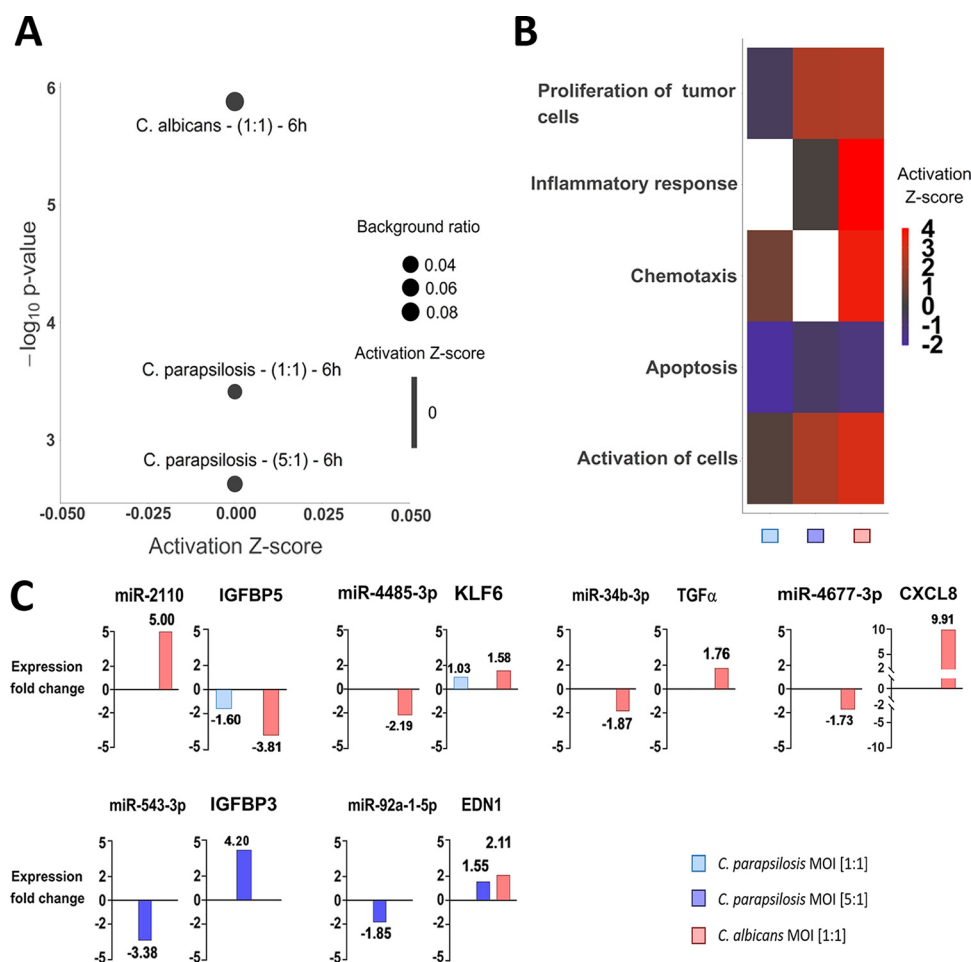 A
6
5
4
3
−log10 p-value
C. albicans - (1:1) - 6h
C. parapsilosis - (1:1) - 6h
C. parapsilosis - (5:1) - 6h
Background ratio
0.04
0.06
0.08
Activation Z-score
0
-0.050 -0.025 0.000 0.025 0.050
Activation Z-score
B
Proliferation of tumor
cells
Inflammatory response
Chemotaxis
Apoptosis
Activation of cells
Activation
Z-score
4
3
2
1
0
-1
-2
C
Expression
fold change
miR-2110
5
2
0
-2
-5
5.00
IGFBP5
5
2
0
-2
-5
-1.60
-3.81
miR-4485-3p
5
2
0
-2
-5
-2.19
KLF6
5
2
0
-2
-5
1.03
1.58
miR-34b-3p
5
2
0
-2
-5
-1.87
TGFα
5
2
0
-2
-5
1.76
miR-4677-3p
5
2
0
-2
-5
-1.73
CXCL8
10
5
2
0
-2
-5
-10
9.91
Expression
fold change
miR-543-3p
5
2
0
-2
-5
-3.38
IGFBP3
5
2
0
-2
-5
4.20
miR-92a-1-5p
5
2
0
-2
-5
-1.85
EDN1
5
2
0
-2
-5
1.55
2.11
C. parapsilosis MOI [1:1]
C. parapsilosis MOI [5:1]
C. albicans MOI [1:1]